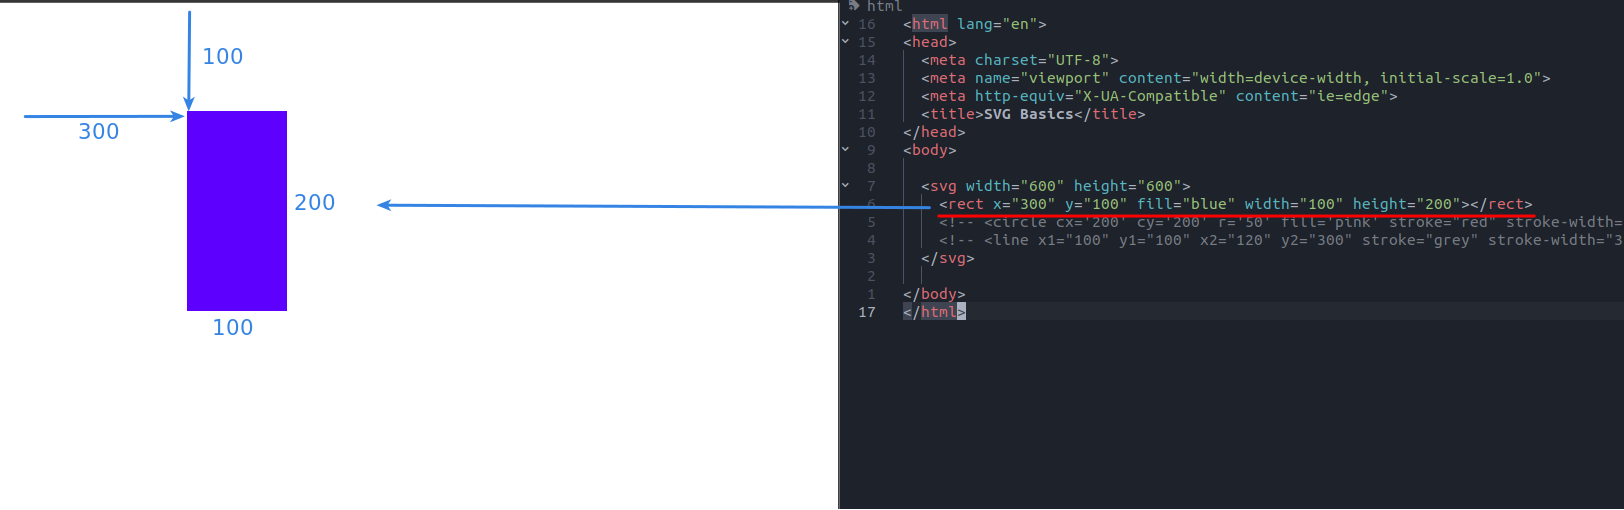 100
300
200
100
html
16 <html lang="en">
15 <head>
14 <meta charset="UTF-8">
13 <meta name="viewport" content="width=device-width, initial-scale=1.0">
12 <meta http-equiv="X-UA-Compatible" content="ie=edge">
11 <title>SVG Basics</title>
10 </head>
9 <body>
8
7 <svg width="600" height="600">
6 <rect x="300" y="100" fill="blue" width="100" height="200"></rect>
5 <!-- <circle cx='200' cy='200' r='50' fill='pink' stroke="red" stroke-width=
4 <!-- <line x1="100" y1="100" x2="120" y2="300" stroke="grey" stroke-width="3
3 </svg>
2
1 </body>
17 </html>